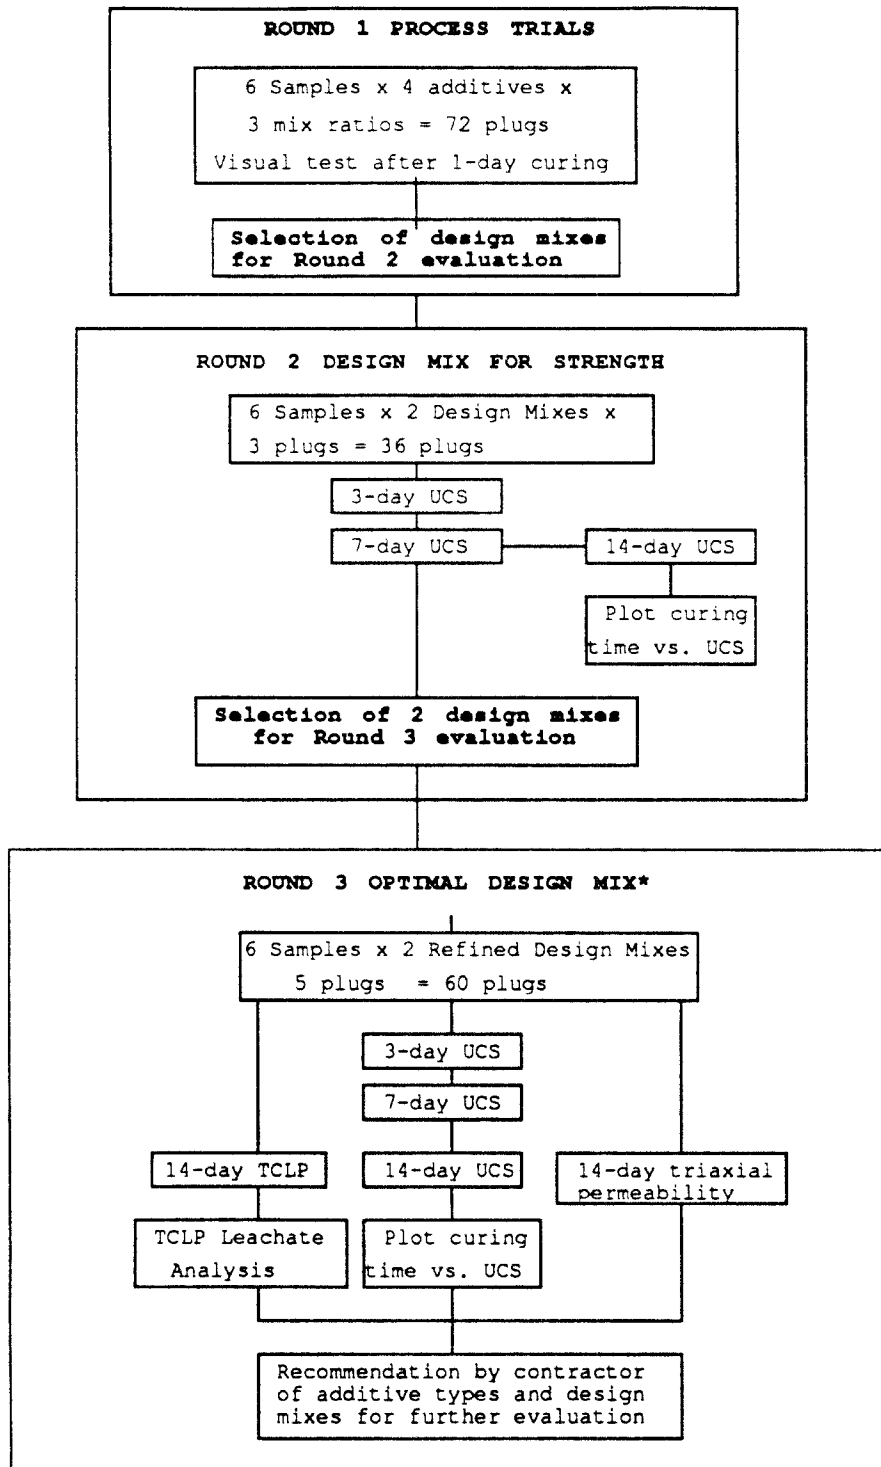 ROUND 1 PROCESS TRIALS
6 Samples x 4 additives x
3 mix ratios = 72 plugs
Visual test after 1-day curing
Selection of design mixes
for Round 2 evaluation
ROUND 2 DESIGN MIX FOR STRENGTH
6 Samples x 2 Design Mixes x
3 plugs = 36 plugs
3-day UCS
7-day UCS
14-day UCS
Plot curing
time vs. UCS
Selection of 2 design mixes
for Round 3 evaluation
ROUND 3 OPTIMAL DESIGN MIX*
6 Samples x 2 Refined Design Mixes
5 plugs = 60 plugs
3-day UCS
7-day UCS
14-day TCLP
14-day UCS
14-day triaxial
permeability
TCLP Leachate
Analysis
Plot curing
time vs. UCS
Recommendation by contractor
of additive types and design
mixes for further evaluation